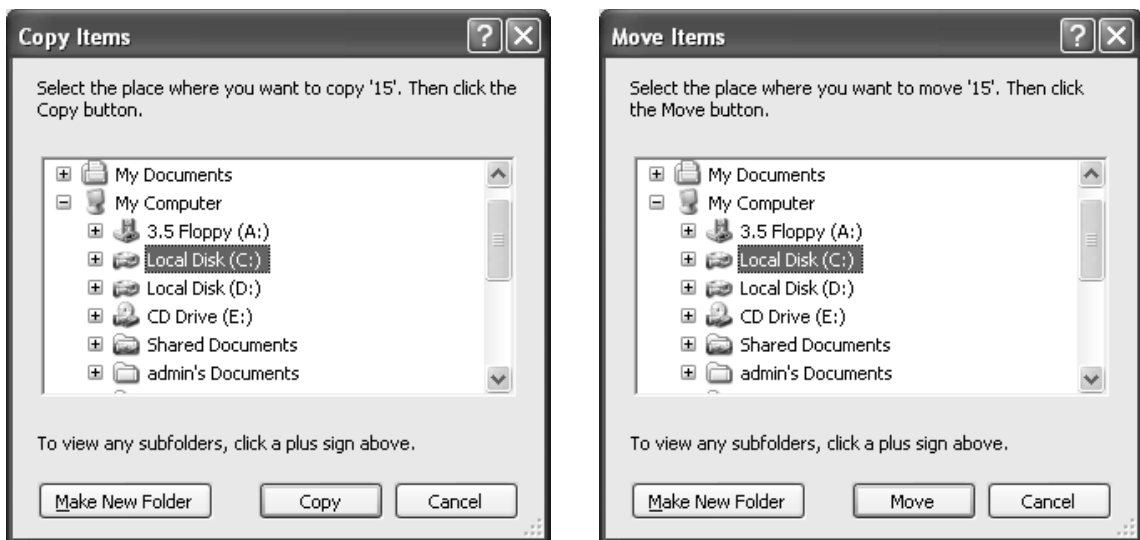 Copy Items
Select the place where you want to copy '15'. Then click the
Copy button.
My Documents
My Computer
3.5 Floppy (A:)
Local Disk (C:)
Local Disk (D:)
CD Drive (E:)
Shared Documents
admin's Documents
To view any subfolders, click a plus sign above.
Make New Folder
Copy
Cancel
Move Items
Select the place where you want to move '15'. Then click
the Move button.
My Documents
My Computer
3.5 Floppy (A:)
Local Disk (C:)
Local Disk (D:)
CD Drive (E:)
Shared Documents
admin's Documents
To view any subfolders, click a plus sign above.
Make New Folder
Move
Cancel